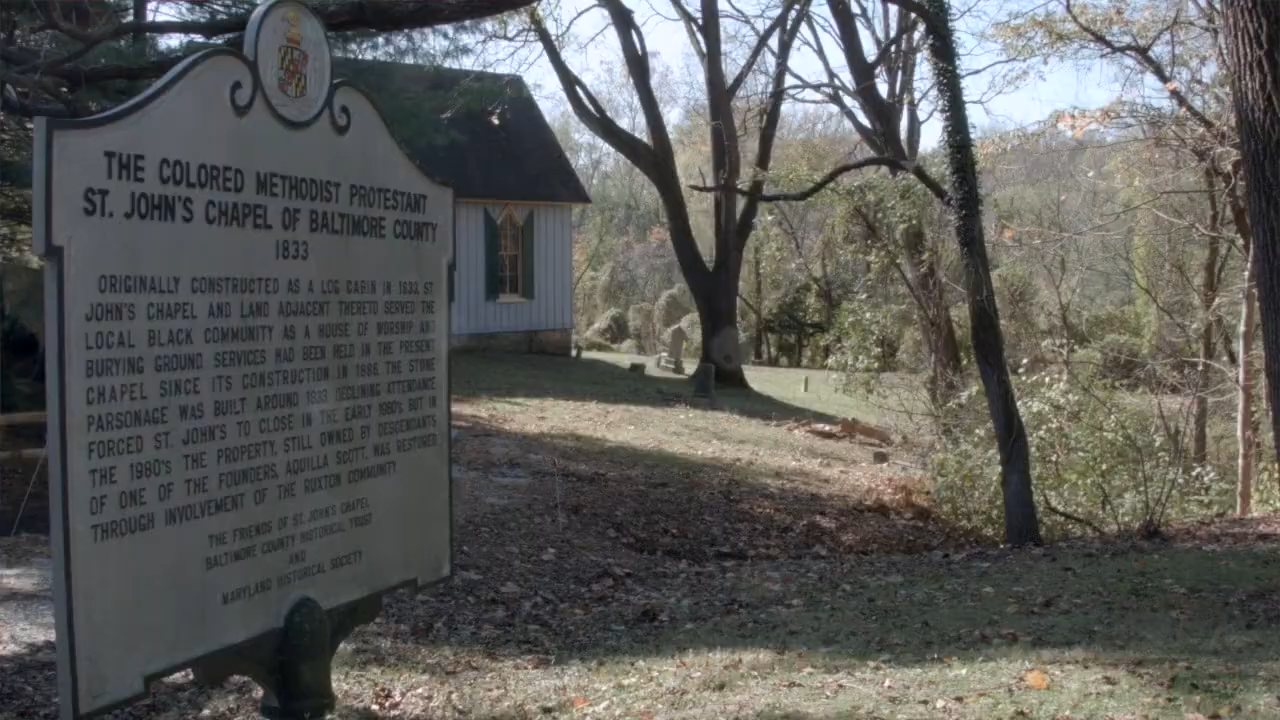 THE COLORED METHODIST PROTESTANT
ST. JOHN'S CHAPEL OF BALTIMORE COUNTY
1833
ORIGINALLY CONSTRUCTED AS A LOG CABIN IN 1833, ST.
JOHN'S CHAPEL AND LAND ADJACENT THERETO SERVED THE
LOCAL BLACK COMMUNITY AS A HOUSE OF WORSHIP AND
BURYING GROUND SERVICES HAD BEEN HELD IN THE PRESENT
CHAPEL SINCE ITS CONSTRUCTION IN 1886. THE STONE
PARSONAGE WAS BUILT AROUND 1833 DECLINING ATTENDANCE
FORCED ST. JOHN'S TO CLOSE IN THE EARLY 1960'S BUT IN
THE 1980'S THE PROPERTY, STILL OWNED BY DESCENDANTS
OF ONE OF THE FOUNDERS, AQUILLA SCOTT, WAS RESTORED
THROUGH INVOLVEMENT OF THE RUXTON COMMUNITY.
THE FRIENDS OF ST. JOHN'S CHAPEL
BALTIMORE COUNTY HISTORICAL TRUST
AND
MARYLAND HISTORICAL SOCIETY